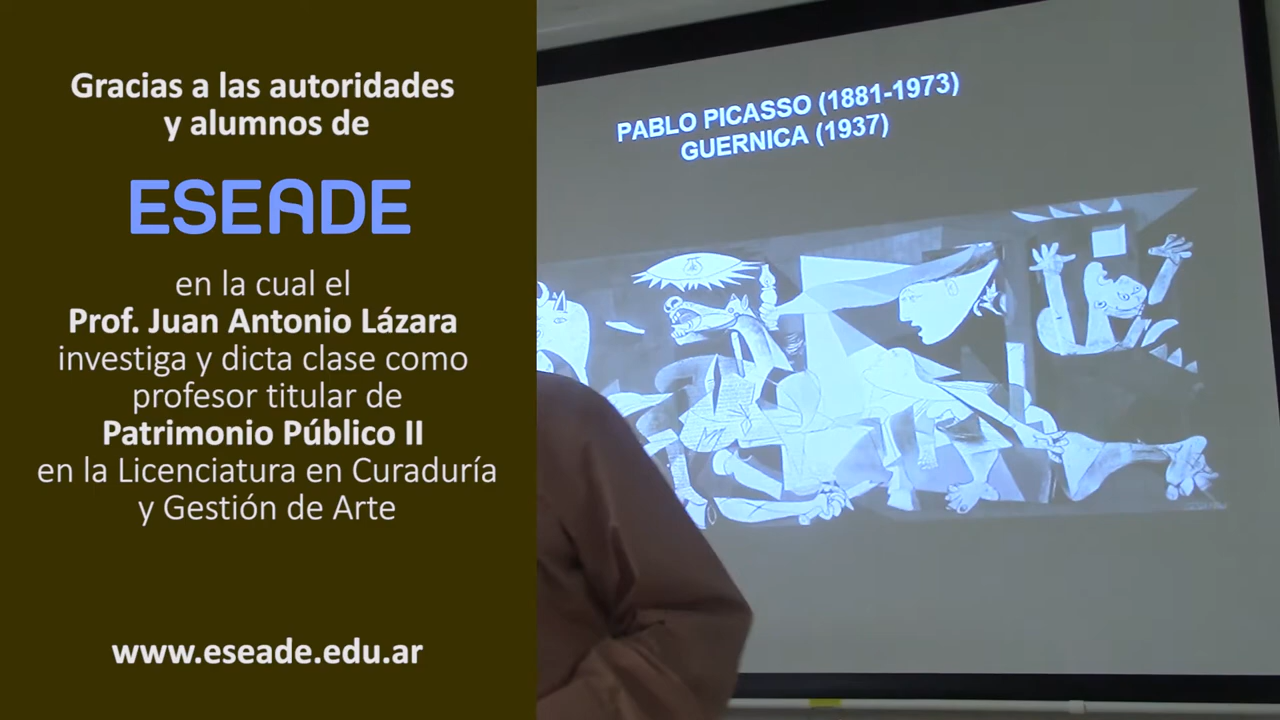 Gracias a las autoridades
y alumnos de
ESEADE
en la cual el
Prof. Juan Antonio Lázara
investiga y dicta clase como
profesor titular de
Patrimonio Público II
en la Licenciatura en Curaduría
y Gestión de Arte
www.eseade.edu.ar
PABLO PICASSO (1881-1973)
GUERNICA (1937)